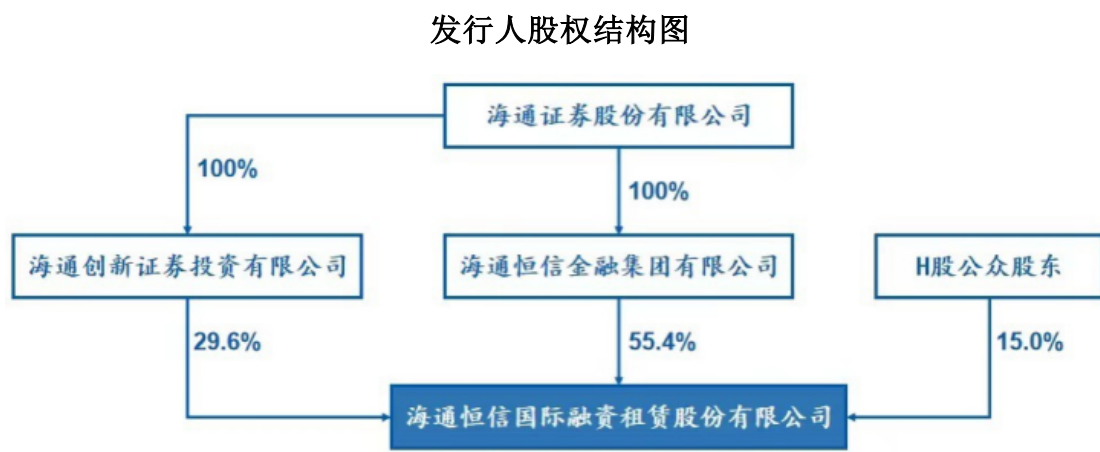 发行人股权结构图
海通证券股份有限公司
100%
100%
海通创新证券投资有限公司
海通恒信金融集团有限公司
H股公众股东
29.6%
55.4%
15.0%
海通恒信国际融资租赁股份有限公司